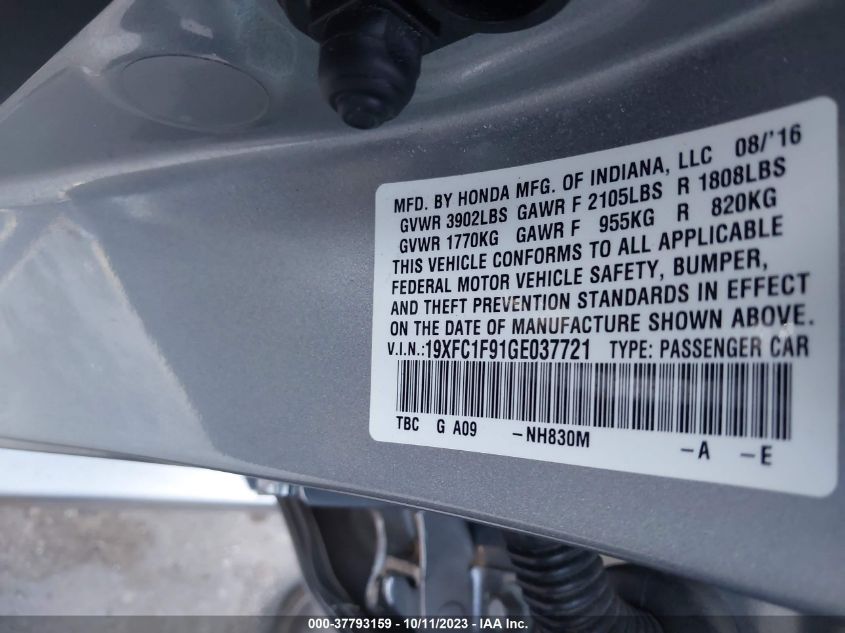 MFD. BY HONDA MFG. OF INDIANA, LLC 08/'16
GVWR 3902LBS GAWR F 2105LBS R 1808LBS
GVWR 1770KG GAWR F 955KG R 820KG
THIS VEHICLE CONFORMS TO ALL APPLICABLE
FEDERAL MOTOR VEHICLE SAFETY, BUMPER,
AND THEFT PREVENTION STANDARDS IN EFFECT
ON THE DATE OF MANUFACTURE SHOWN ABOVE.
V.I.N.:19XFC1F91GE037721 TYPE: PASSENGER CAR
TBC G A09 -NH830M -A -E
000-37793159 - 10/11/2023 - IAA Inc.